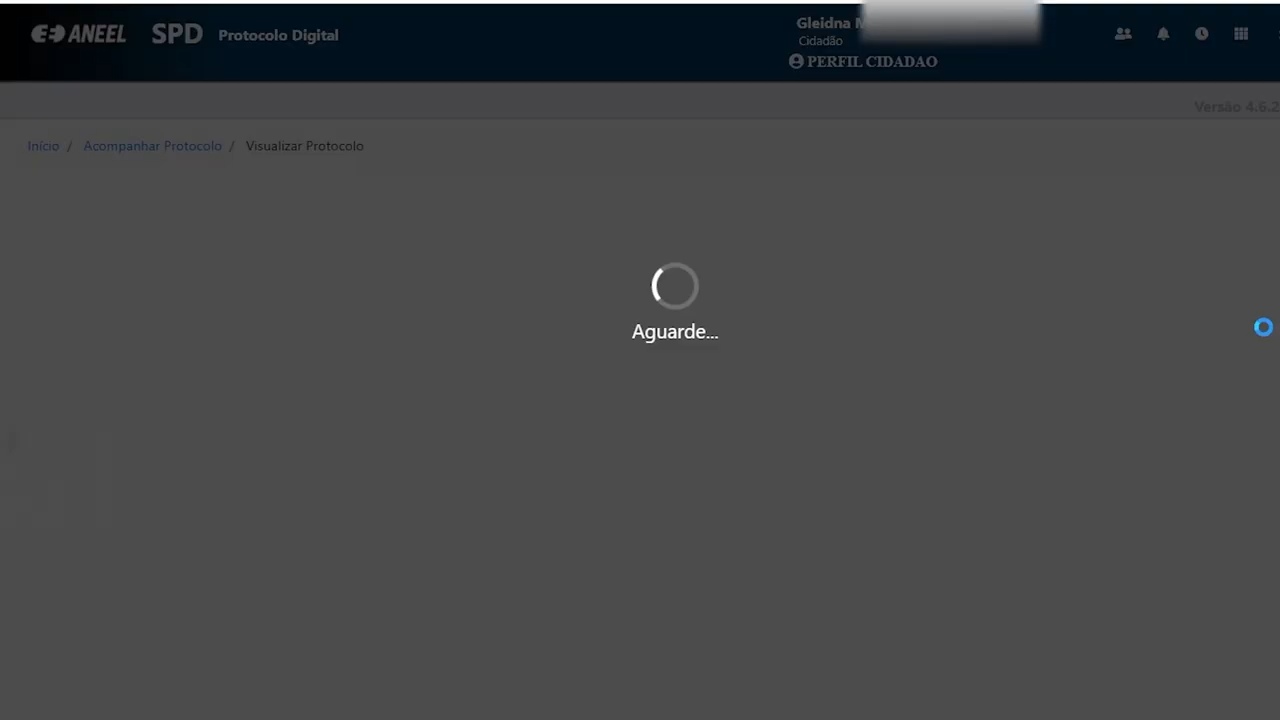 ANEEL SPD Protocolo Digital
Gleidna
Cidadão
PERFIL CIDADAO
Versão 4.6.2
Início / Acompanhar Protocolo / Visualizar Protocolo
Aguarde...